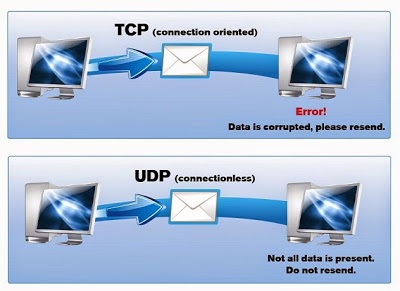 TCP (connection oriented)
Error!
Data is corrupted, please resend.
UDP (connectionless)
Not all data is present.
Do not resend.